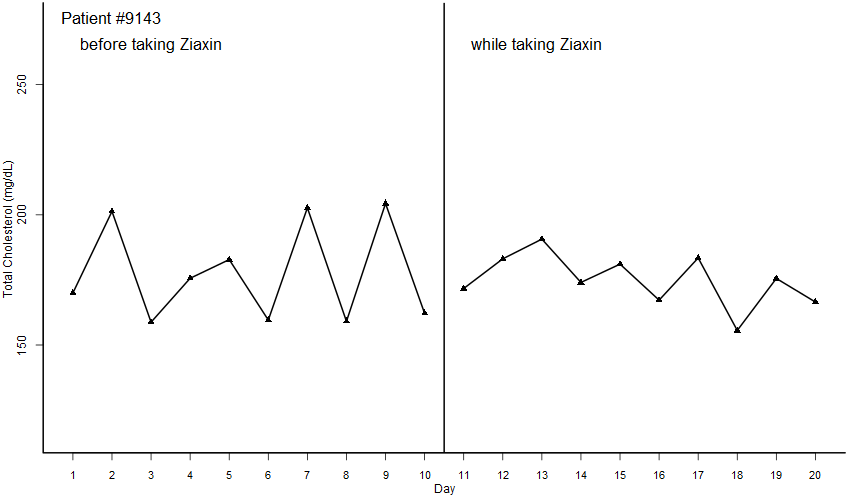 Patient #9143
before taking Ziaxin
while taking Ziaxin
Total Cholesterol (mg/dL)
250
200
150
1 2 3 4 5 6 7 8 9 10 11 12 13 14 15 16 17 18 19 20
Day